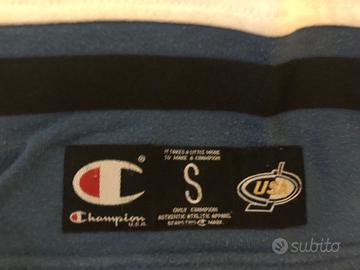 IT TAKES A LITTLE MORE
TO MAKE A CHAMPION
®
S
USA
Champion
U.S.A.
ONLY CHAMPION
AUTHENTIC ATHLETIC APPAREL
BEARS THIS C MARK.
subito